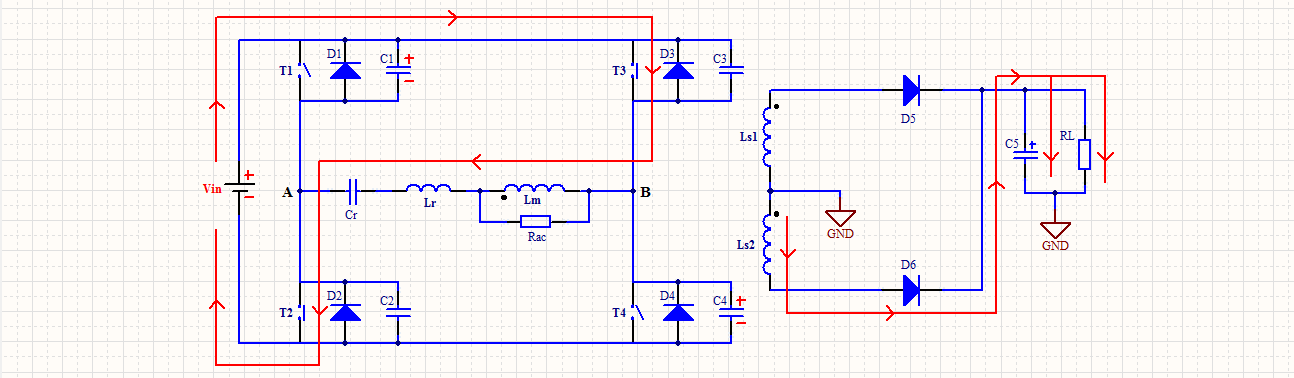 D1
C1
+
D3
C3
T1
-
T3
D5
Ls1
C5
+
RL
Vin
+
-
A
B
Cr
Lr
Lm
Rac
GND
GND
Ls2
D6
D2
C2
D4
C4
+
T2
T4
-